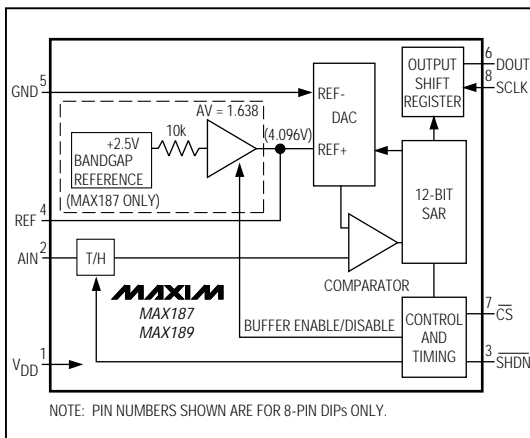 OUTPUT
SHIFT
REGISTER
6
DOUT
8
SCLK
GND
5
REF-
DAC
REF+
AV = 1.638
(4.096V)
+2.5V
BANDGAP
REFERENCE
10k
(MAX187 ONLY)
12-BIT
SAR
REF
4
AIN
2
T/H
COMPARATOR
MAXIM
MAX187
MAX189
BUFFER ENABLE/DISABLE
CONTROL
AND
TIMING
7
CS
3
SHDN
VDD
1
NOTE: PIN NUMBERS SHOWN ARE FOR 8-PIN DIPs ONLY.